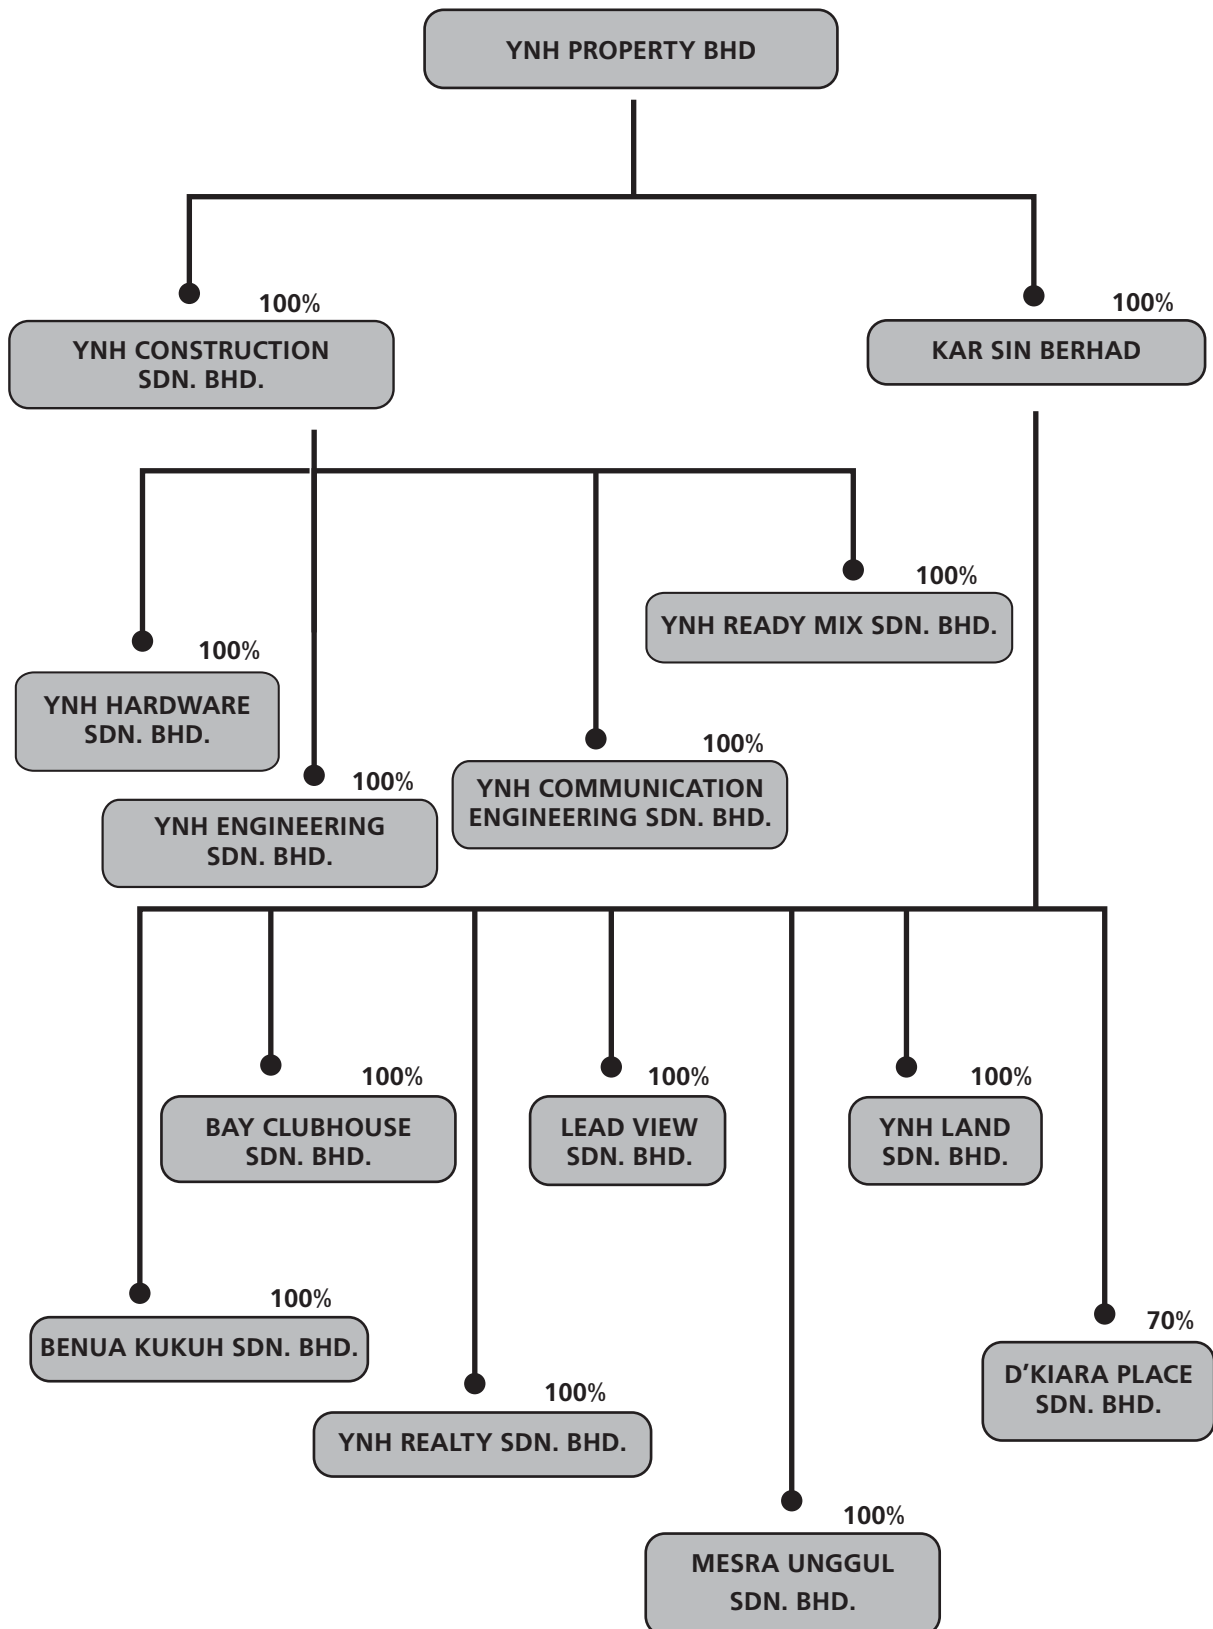 YNH PROPERTY BHD
100%
YNH CONSTRUCTION
SDN. BHD.
100%
KAR SIN BERHAD
100%
YNH READY MIX SDN. BHD.
100%
YNH HARDWARE
SDN. BHD.
100%
YNH COMMUNICATION
ENGINEERING SDN. BHD.
100%
YNH ENGINEERING
SDN. BHD.
100%
BAY CLUBHOUSE
SDN. BHD.
100%
LEAD VIEW
SDN. BHD.
100%
YNH LAND
SDN. BHD.
100%
BENUA KUKUH SDN. BHD.
70%
D’KIARA PLACE
SDN. BHD.
100%
YNH REALTY SDN. BHD.
100%
MESRA UNGGUL
SDN. BHD.